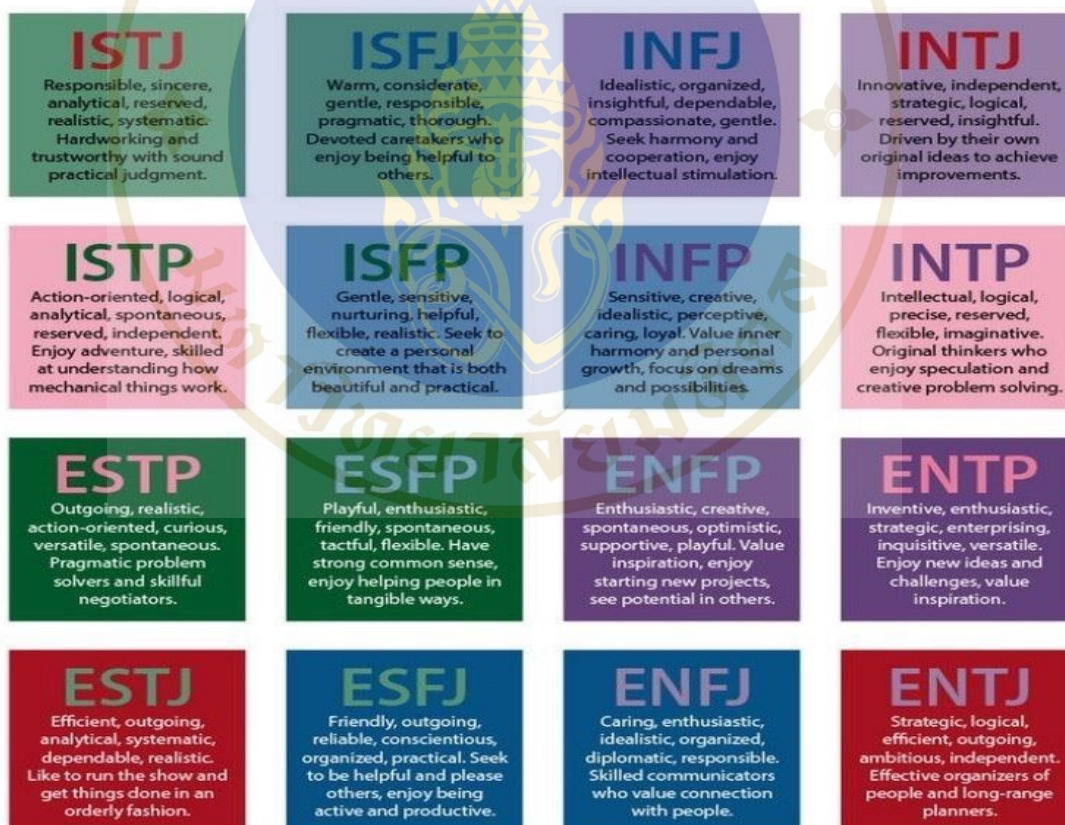 ISTJ
Responsible, sincere,
analytical, reserved,
realistic, systematic.
Hardworking and
trustworthy with sound
practical judgment.
ISFJ
Warm, considerate,
gentle, responsible,
pragmatic, thorough.
Devoted caretakers who
enjoy being helpful to
others.
INFJ
Idealistic, organized,
insightful, dependable,
compassionate, gentle.
Seek harmony and
cooperation, enjoy
intellectual stimulation.
INTJ
Innovative, independent,
strategic, logical,
reserved, insightful.
Driven by their own
original ideas to achieve
improvements.
ISTP
Action-oriented, logical,
analytical, spontaneous,
reserved, independent.
Enjoy adventure, skilled
at understanding how
mechanical things work.
ISFP
Gentle, sensitive,
nurturing, helpful,
flexible, realistic. Seek to
create a personal
environment that is both
beautiful and practical.
INFP
Sensitive, creative,
idealistic, perceptive,
caring, loyal. Value inner
harmony and personal
growth, focus on dreams
and possibilities.
INTP
Intellectual, logical,
precise, reserved,
flexible, imaginative.
Original thinkers who
enjoy speculation and
creative problem solving.
ESTP
Outgoing, realistic,
action-oriented, curious,
versatile, spontaneous.
Pragmatic problem
solvers and skillful
negotiators.
ESFP
Playful, enthusiastic,
friendly, spontaneous,
tactful, flexible. Have
strong common sense,
enjoy helping people in
tangible ways.
ENFP
Enthusiastic, creative,
spontaneous, optimistic,
supportive, playful. Value
inspiration, enjoy
starting new projects,
see potential in others.
ENTP
Inventive, enthusiastic,
strategic, enterprising,
inquisitive, versatile.
Enjoy new ideas and
challenges, value
inspiration.
ESTJ
Efficient, outgoing,
analytical, systematic,
dependable, realistic.
Like to run the show and
get things done in an
orderly fashion.
ESFJ
Friendly, outgoing,
reliable, conscientious,
organized, practical. Seek
to be helpful and please
others, enjoy being
active and productive.
ENFJ
Caring, enthusiastic,
idealistic, organized,
diplomatic, responsible.
Skilled communicators
who value connection
with people.
ENTJ
Strategic, logical,
efficient, outgoing,
ambitious, independent.
Effective organizers of
people and long-range
planners.
มหาวิทยาลัยมหิดล